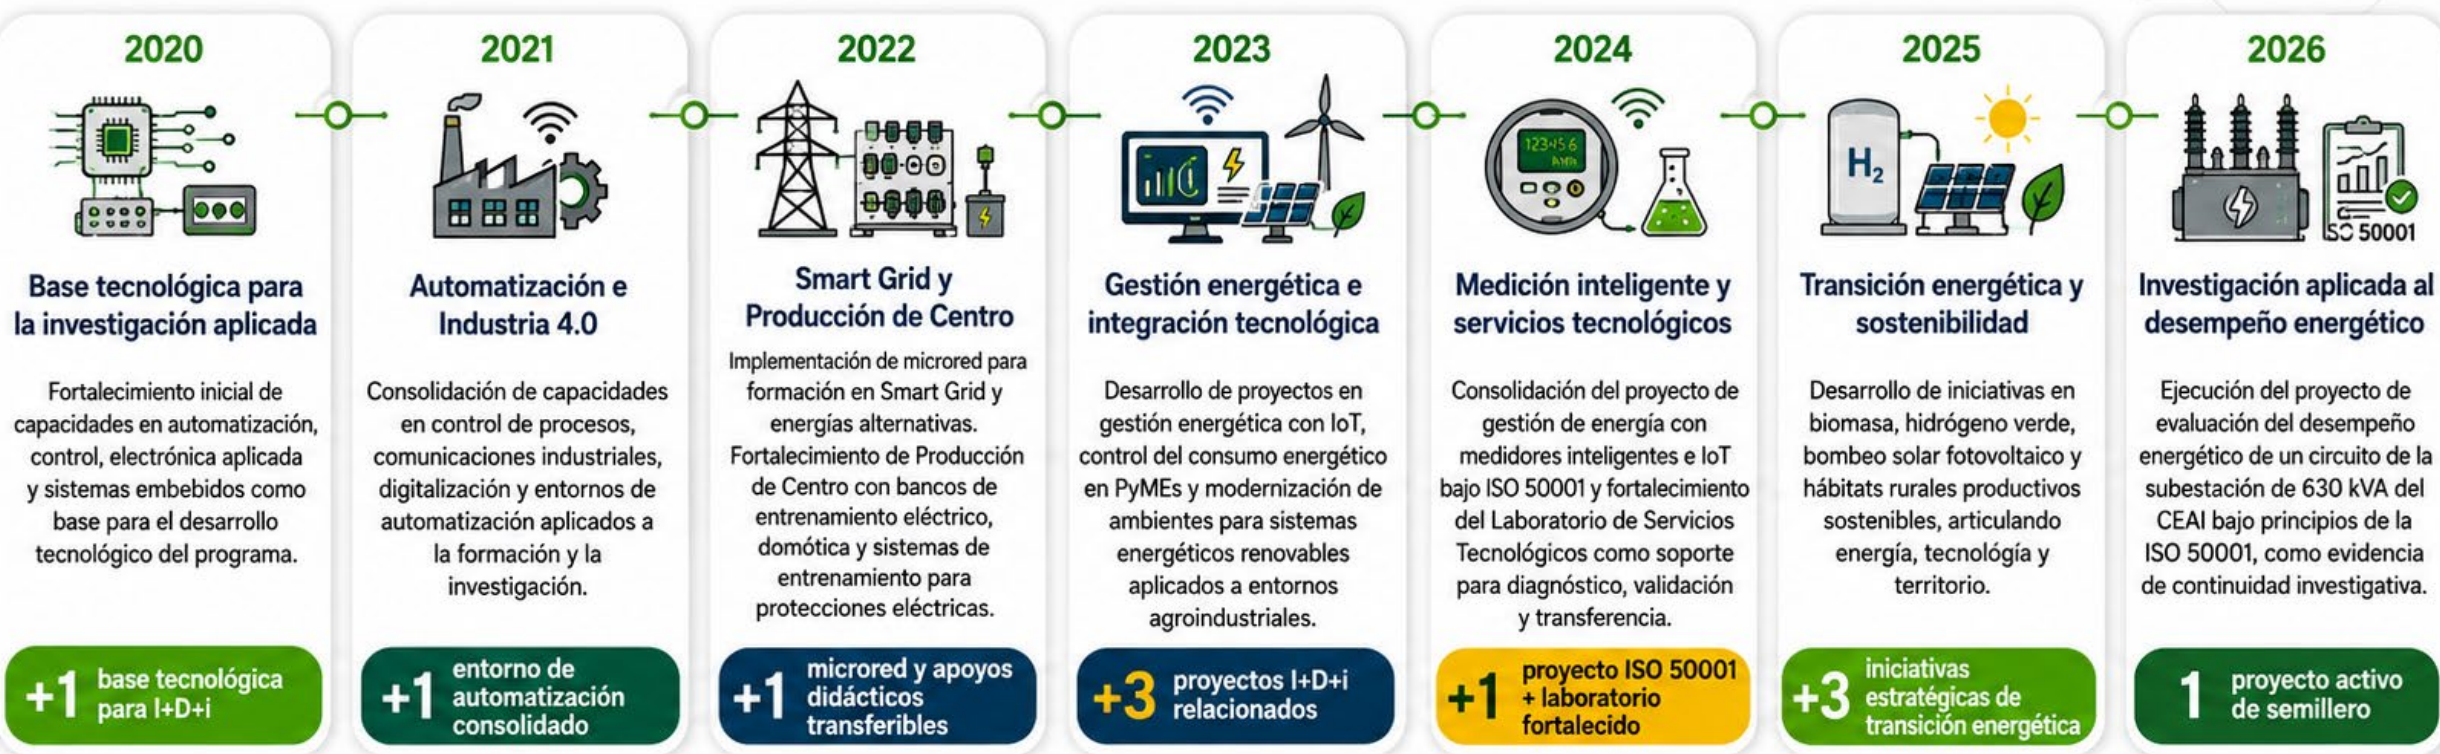 2020
Base tecnológica para
la investigación aplicada
Fortalecimiento inicial de
capacidades en automatización,
control, electrónica aplicada
y sistemas embebidos como
base para el desarrollo
tecnológico del programa.
+1
base tecnológica
para I+D+i
2021
Automatización e
Industria 4.0
Consolidación de capacidades
en control de procesos,
comunicaciones industriales,
digitalización y entornos de
automatización aplicados a
la formación y la
investigación.
+1
entorno de
automatización
consolidado
2022
Smart Grid y
Producción de Centro
Implementación de microred para
formación en Smart Grid y
energías alternativas.
Fortalecimiento de Producción
de Centro con bancos de
entrenamiento eléctrico,
domótica y sistemas de
entrenamiento para
protecciones eléctricas.
+1
microred y apoyos
didácticos
transferibles
2023
Gestión energética e
integración tecnológica
Desarrollo de proyectos en
gestión energética con IoT,
control del consumo energético
en PyMEs y modernización de
ambientes para sistemas
energéticos renovables
aplicados a entornos
agroindustriales.
+3
proyectos I+D+i
relacionados
2024
123456
Medición inteligente y
servicios tecnológicos
Consolidación del proyecto de
gestión de energía con
medidores inteligentes e IoT
bajo ISO 50001 y fortalecimiento
del Laboratorio de Servicios
Tecnológicos como soporte
para diagnóstico, validación
y transferencia.
+1
proyecto ISO 50001
+ laboratorio
fortalecido
2025
H₂
Transición energética y
sostenibilidad
Desarrollo de iniciativas en
biomasa, hidrógeno verde,
bombeo solar fotovoltaico y
hábitats rurales productivos
sostenibles, articulando
energía, tecnológía y
territorio.
+3
iniciativas
estratégicas de
transición energética
2026
ISO 50001
Investigación aplicada al
desempeño energético
Ejecución del proyecto de
evaluación del desempeño
energético de un circuito de la
subestación de 630 kVA del
CEAI bajo principios de la
ISO 50001, como evidencia
de continuidad investigativa.
1
proyecto activo
de semillero